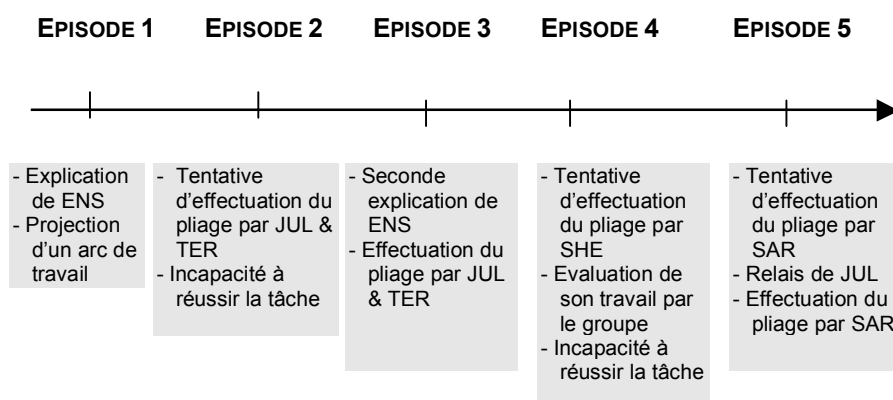 EPISODE 1 EPISODE 2 EPISODE 3 EPISODE 4 EPISODE 5
- Explication
de ENS
- Projection
d'un arc de
travail
- Tentative
d'effectuation du
pliage par JUL &
TER
- Incapacité à
réussir la tâche
- Seconde
explication de
ENS
- Effectuation du
pliage par JUL
& TER
- Tentative
d'effectuation
du pliage par
SHE
- Evaluation de
son travail par
le groupe
- Incapacité à
réussir la tâche
- Tentative
d'effectuation
du pliage par
SAR
- Relais de JUL
- Effectuation du
pliage par SAR